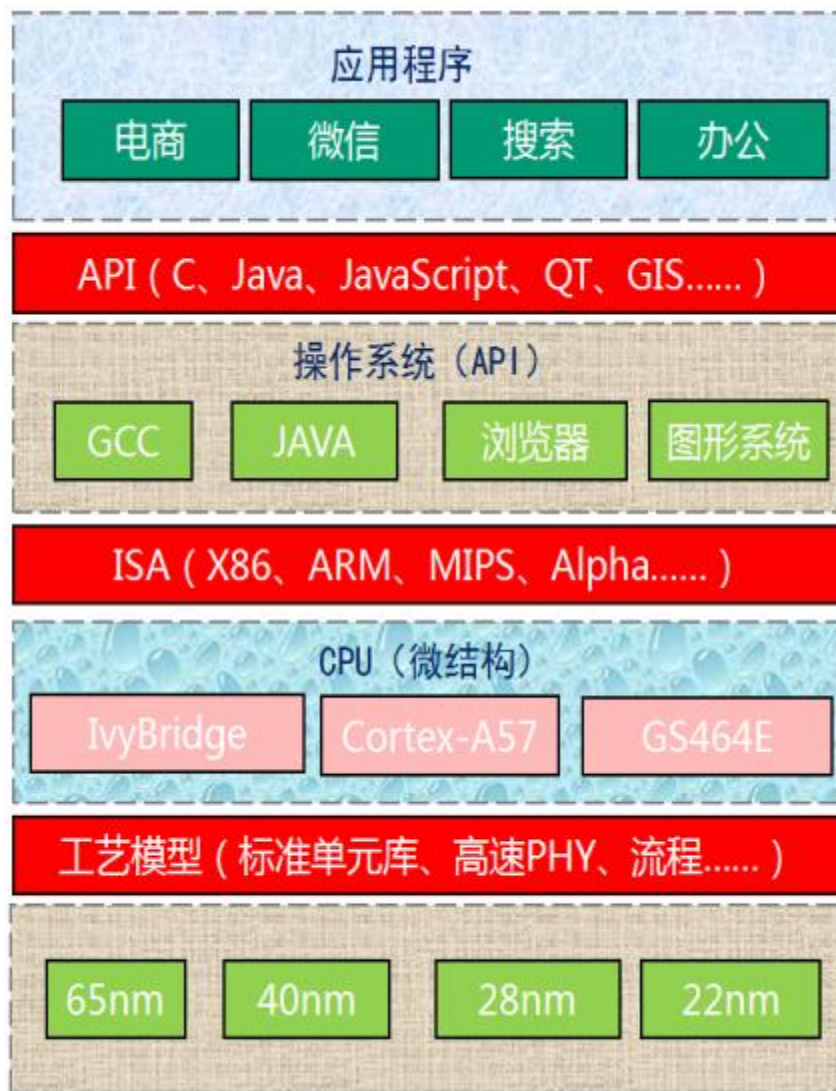 应用程序
电商 微信 搜索 办公
API（C、Java、JavaScript、QT、GIS……）
操作系统（API）
GCC JAVA 浏览器 图形系统
ISA（X86、ARM、MIPS、Alpha……）
CPU（微结构）
IvyBridge Cortex-A57 GS464E
工艺模型（标准单元库、高速PHY、流程……）
65nm 40nm 28nm 22nm